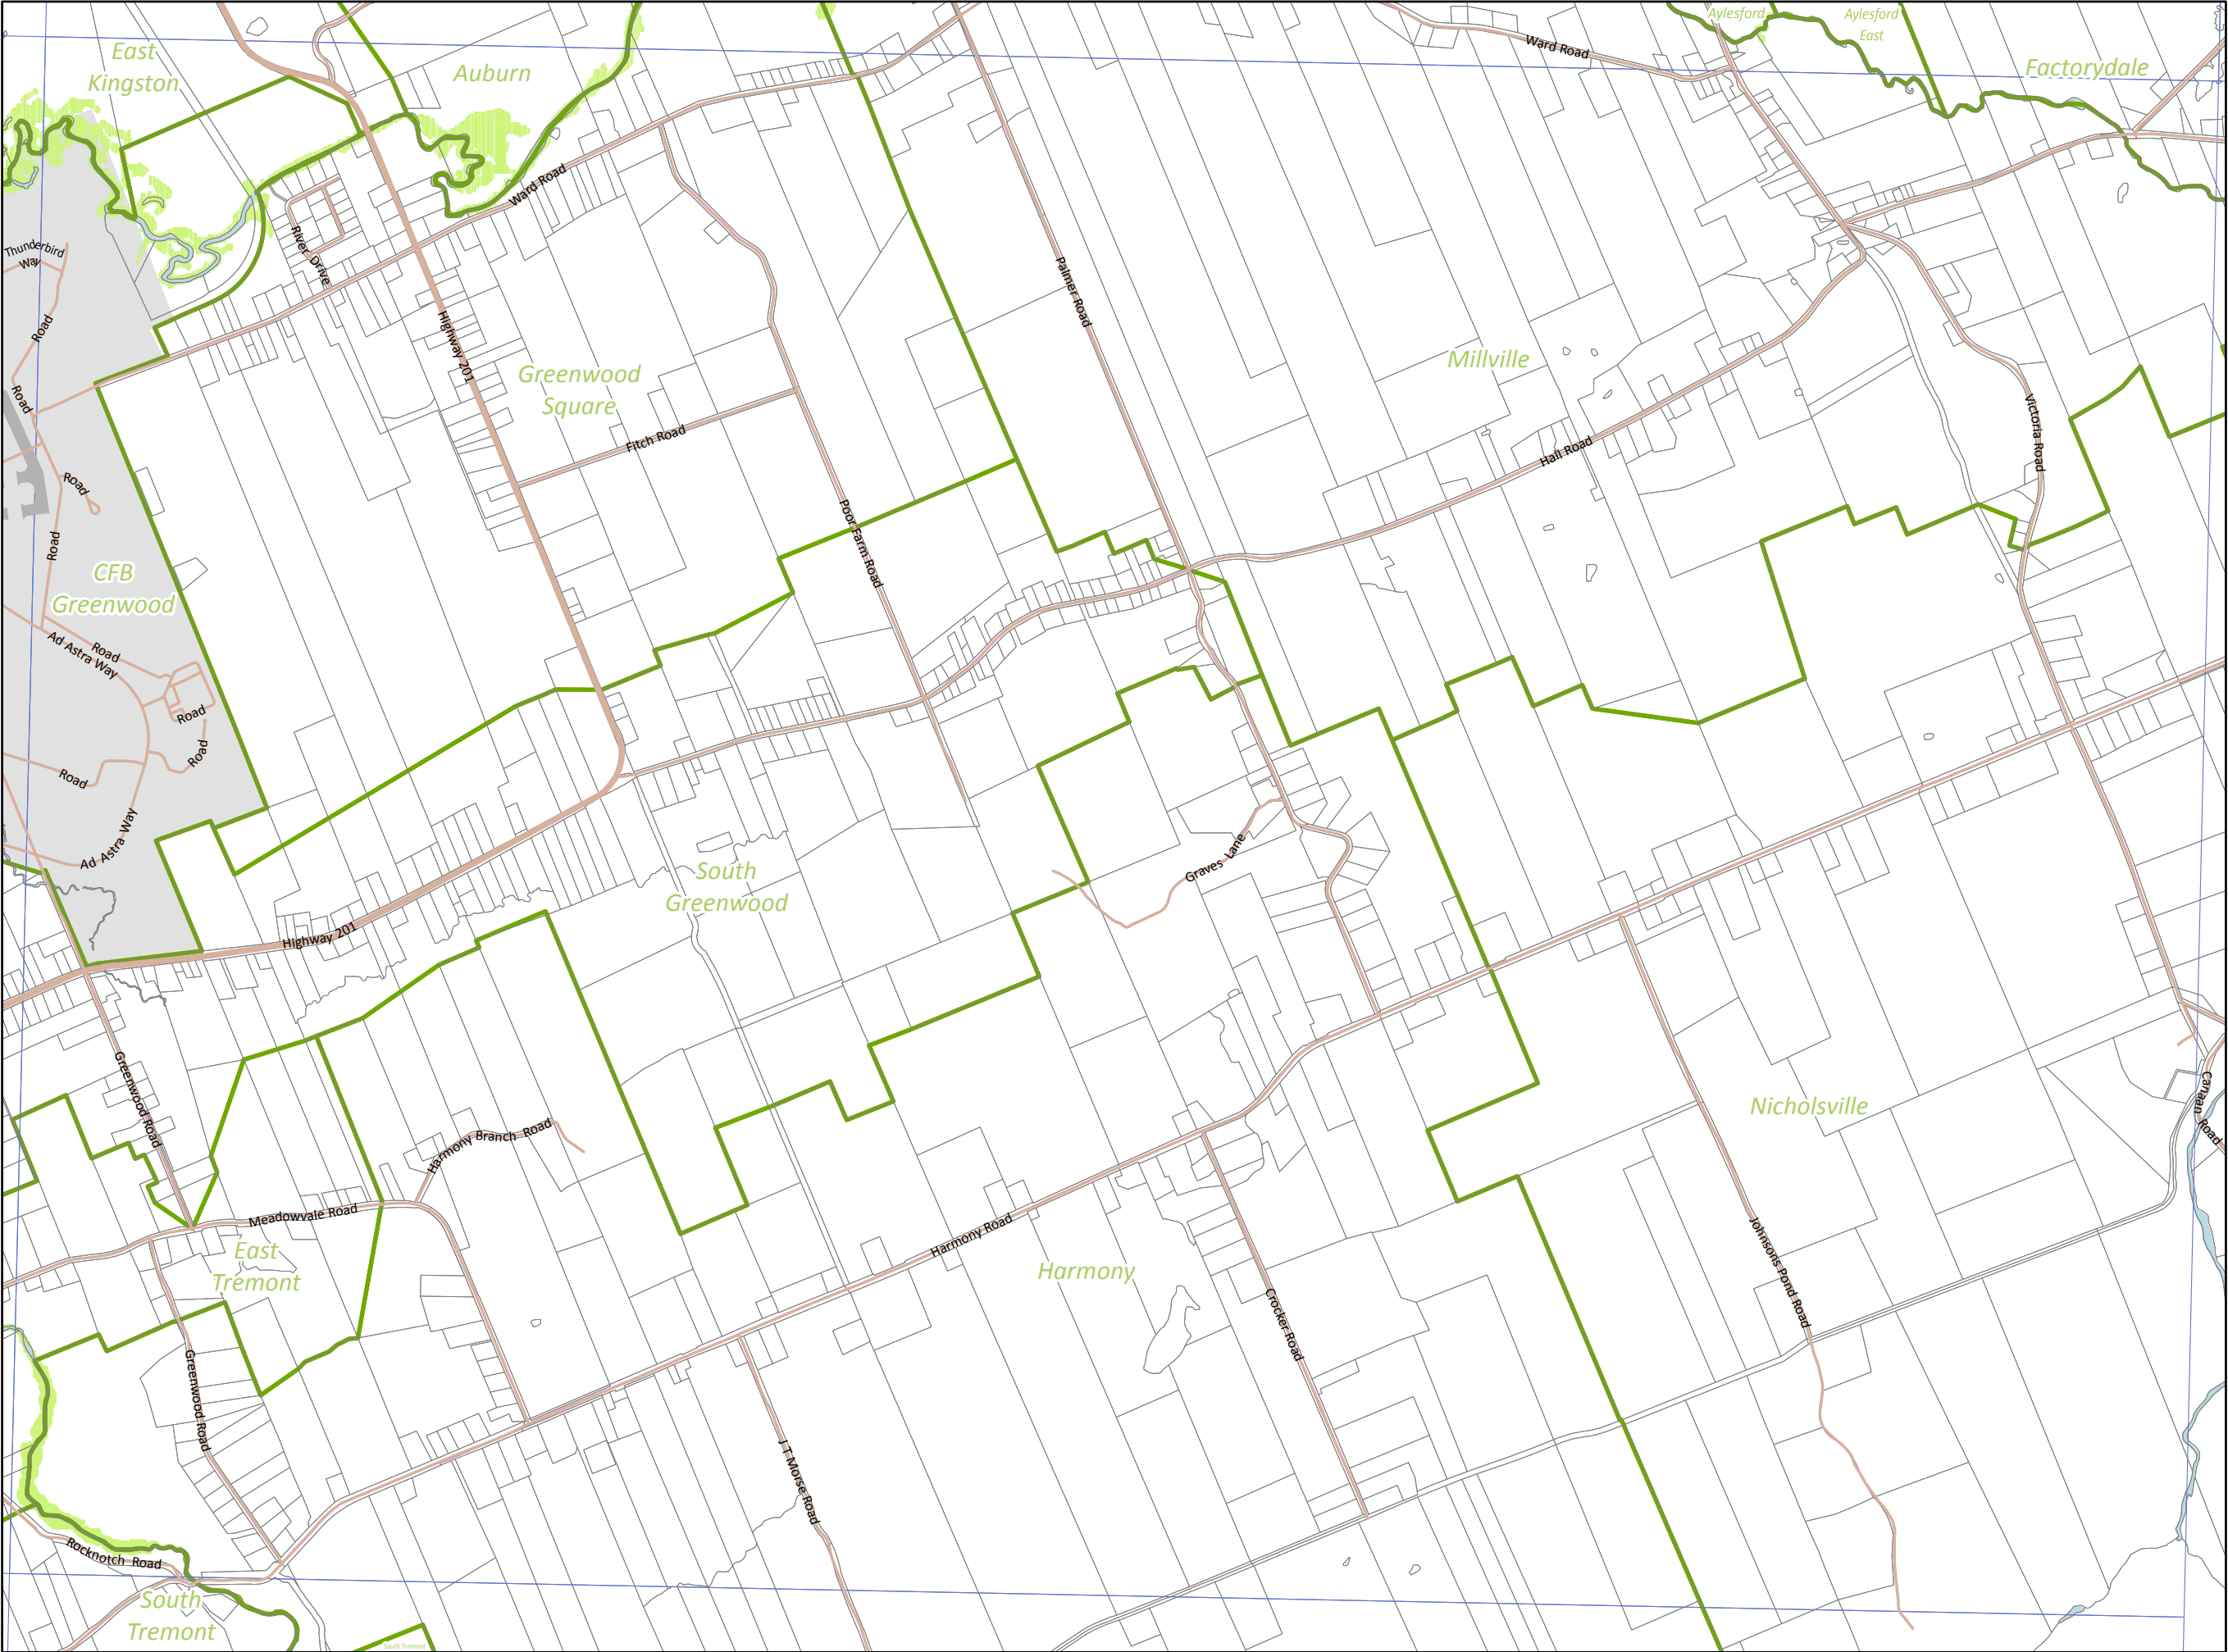 Aylesford
Aylesford
East
East
Kingston
Auburn
Ward Road
Factorydale
Ward Road
River Drive
Thunderbird
Way
Road
Palmer Road
Highway 201
Greenwood
Square
Millville
Road
Fitch Road
Hall Road
Victoria Road
Road
Road
Poor Farm Road
CFB
Greenwood
Ad Astra Way
Road
Road
Road
Road
Ad Astra Way
Graves Lane
South
Greenwood
Highway 201
Greenwood Road
Harmony Branch Road
Nicholsville
Canaan Road
Meadowvale Road
East
Tremont
Harmony Road
Harmony
Johnsons Pond Road
Crocker Road
Greenwood Road
J T Morse Road
Rocknotch Road
South
Tremont
South Tremont